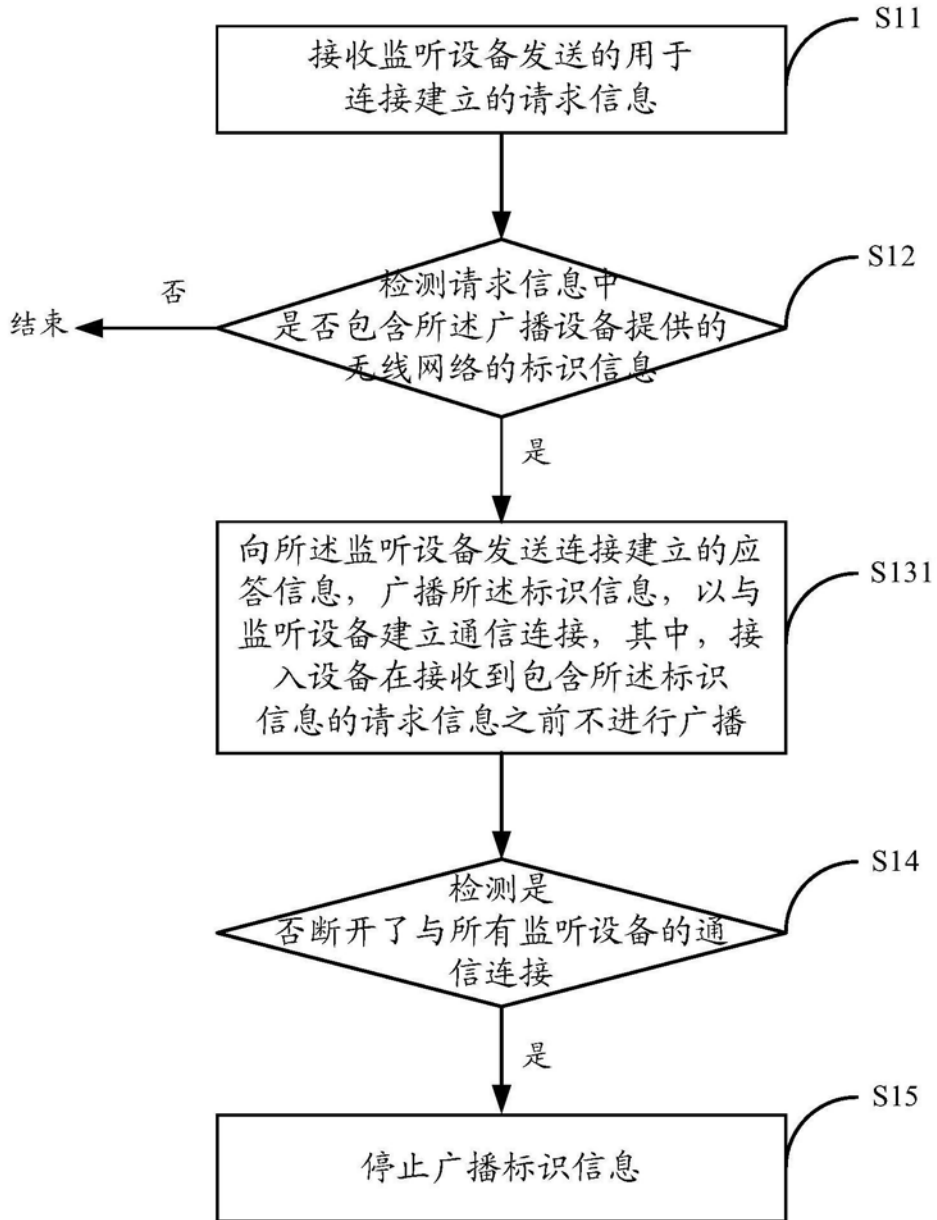 S11
接收监听设备发送的用于
连接建立的请求信息
S12
检测请求信息中
是否包含所述广播设备提供的
无线网络的标识信息
否
结束
是
S131
向所述监听设备发送连接建立的应
答信息，广播所述标识信息，以与
监听设备建立通信连接，其中，接
入设备在接收到包含所述标识
信息的请求信息之前不进行广播
S14
检测是
否断开了与所有监听设备的通
信连接
是
S15
停止广播标识信息